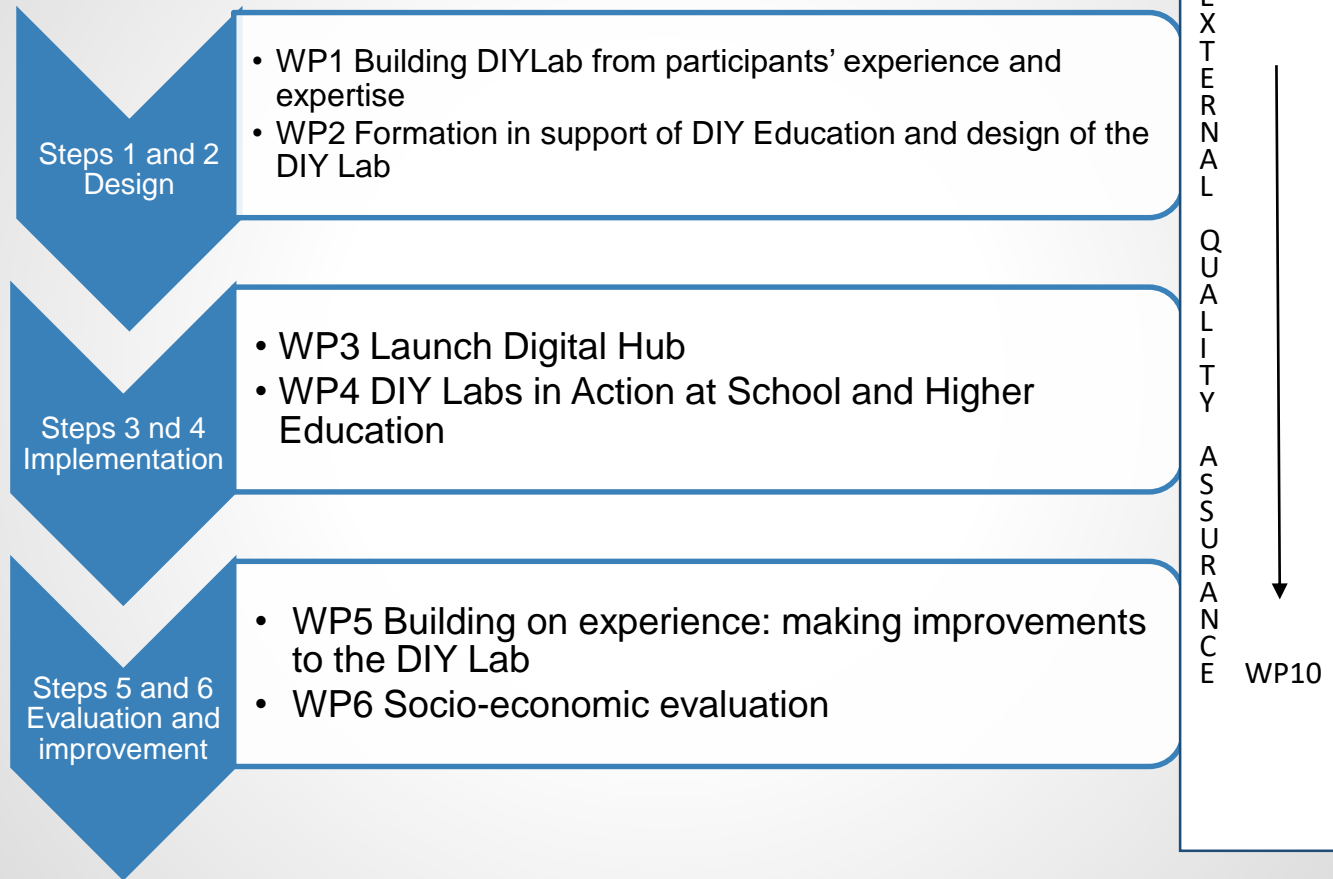 Steps 1 and 2
Design
• WP1 Building DIYLab from participants’ experience and
expertise
• WP2 Formation in support of DIY Education and design of the
DIY Lab
Steps 3 nd 4
Implementation
• WP3 Launch Digital Hub
• WP4 DIY Labs in Action at School and Higher
Education
Steps 5 and 6
Evaluation and
improvement
• WP5 Building on experience: making improvements
to the DIY Lab
• WP6 Socio-economic evaluation
EXTERNAL QUALITY ASSURANCE
WP10